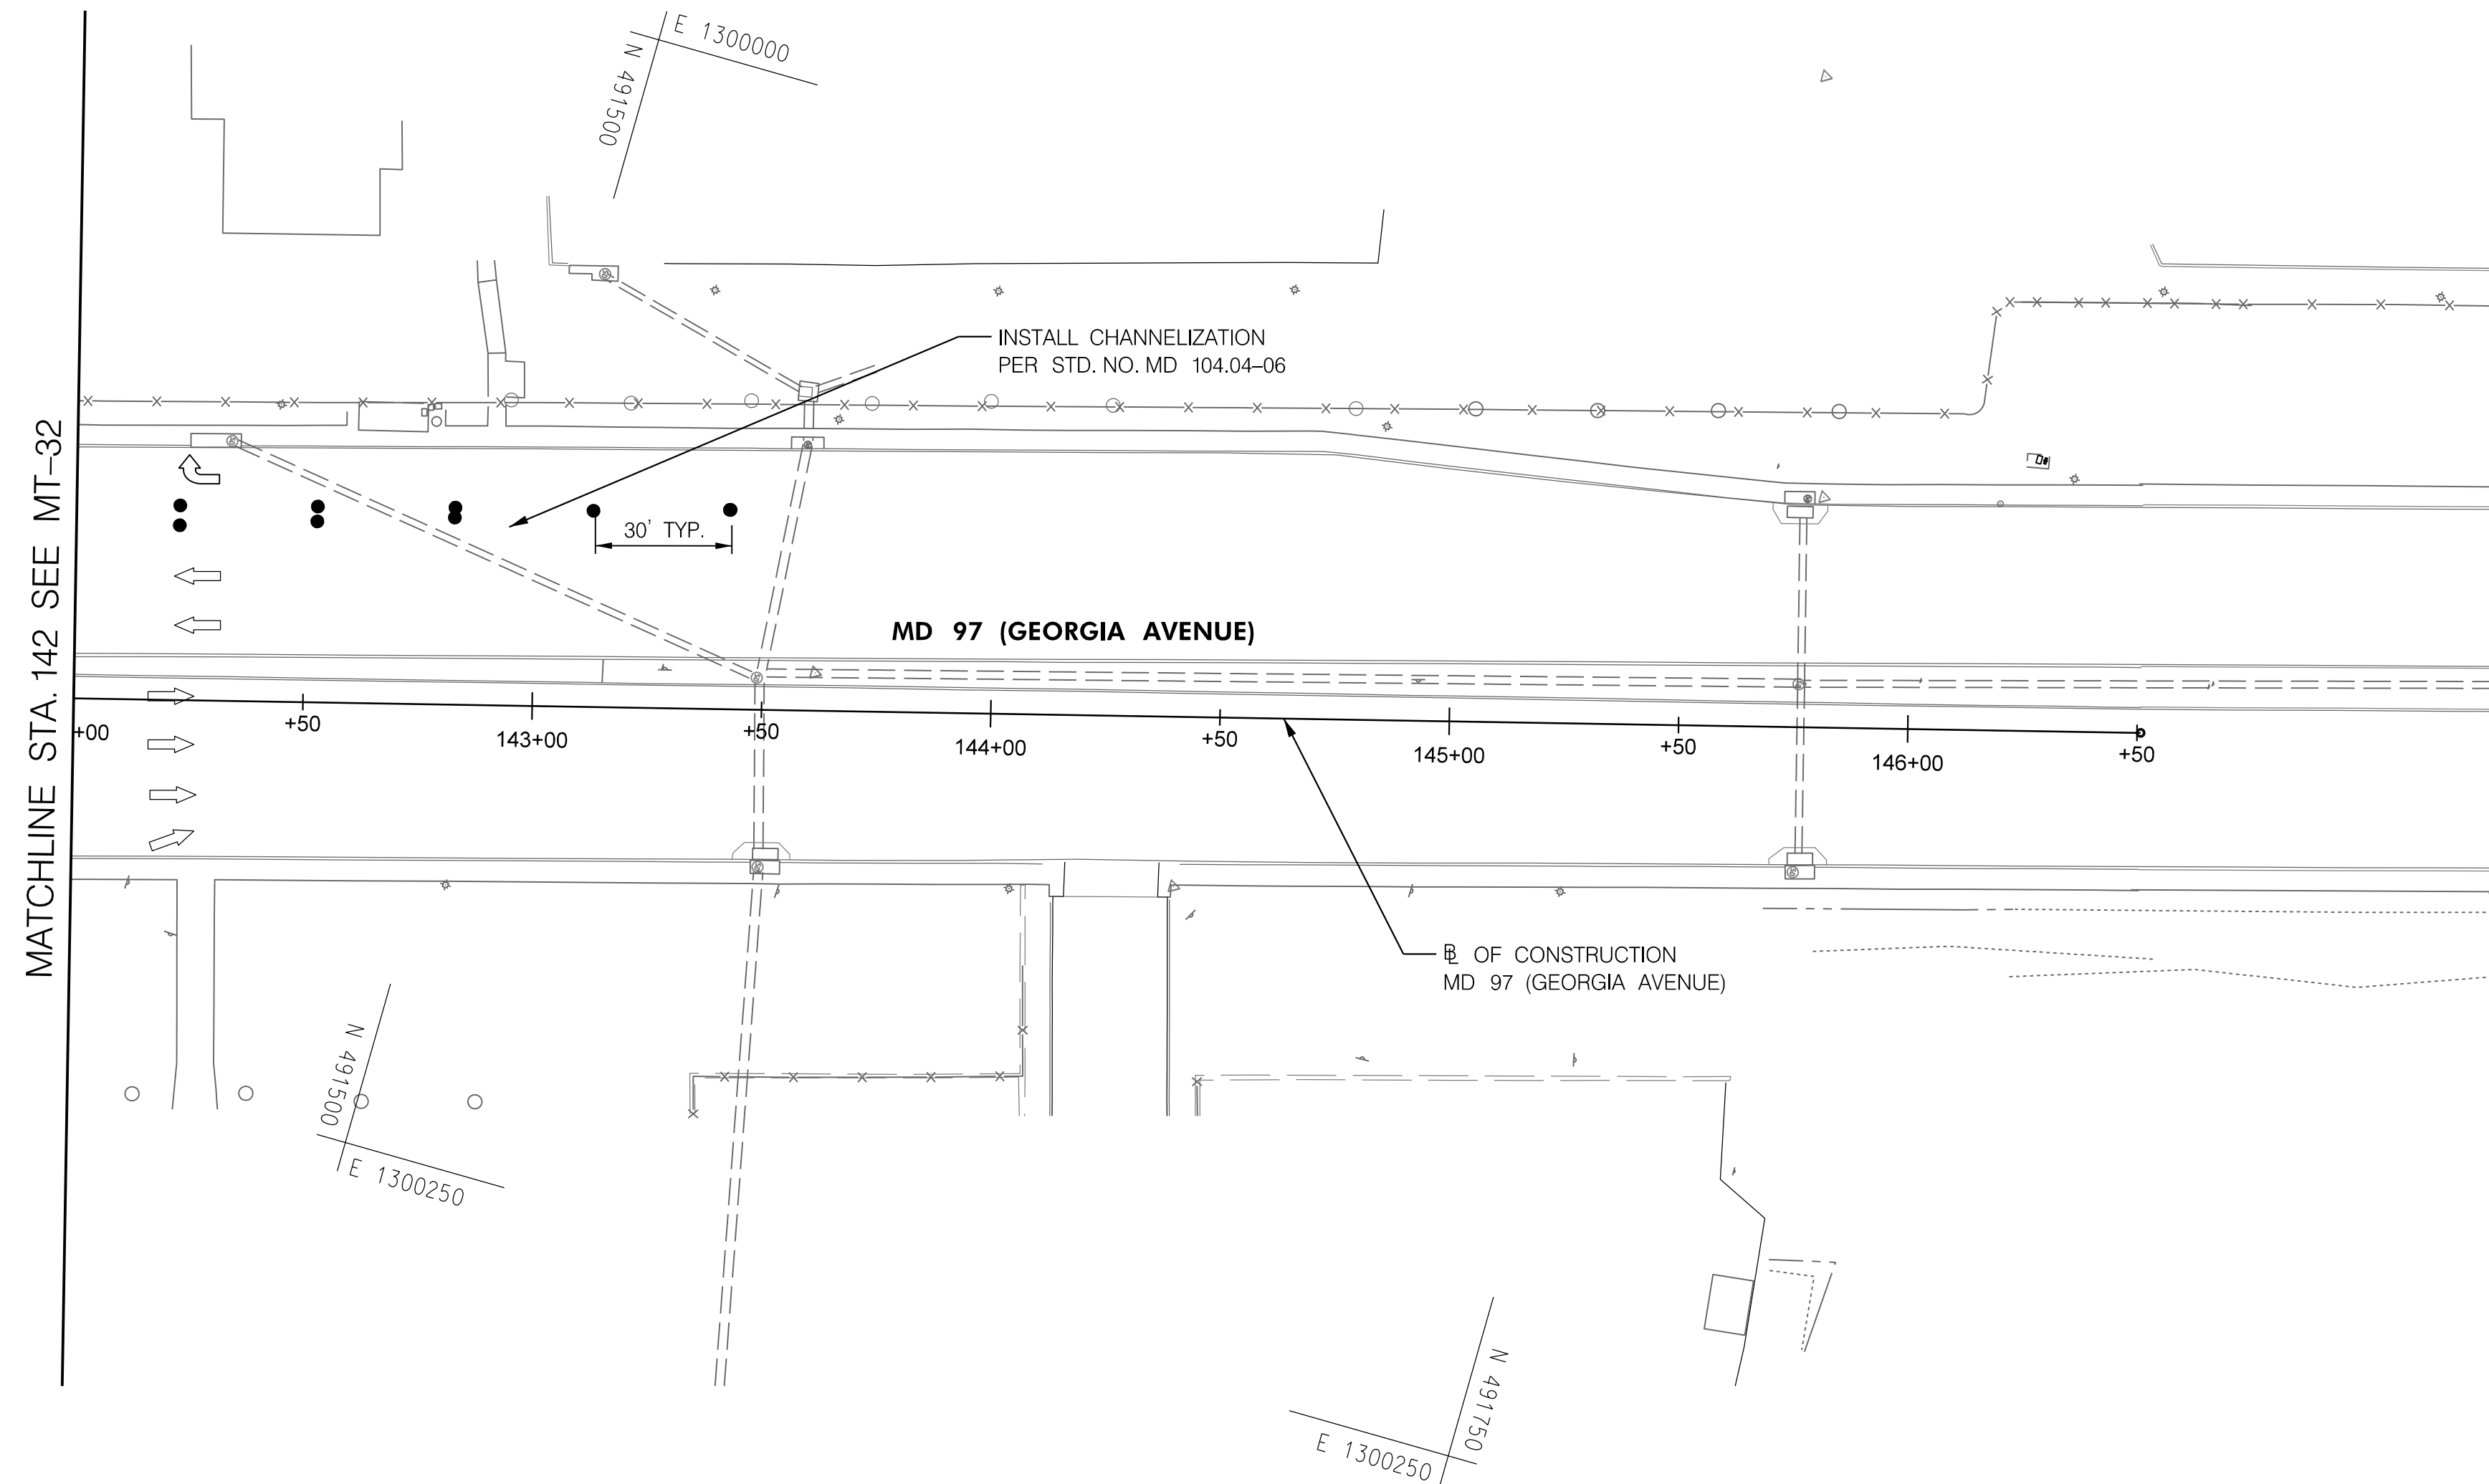 E 1300000
N 491500
INSTALL CHANNELIZATION
PER STD. NO. MD 104.04–06
30' TYP.
MATCHLINE STA. 142 SEE MT–32
MD 97 (GEORGIA AVENUE)
+00
+50
143+00
+50
144+00
+50
145+00
+50
146+00
+50
BL OF CONSTRUCTION
MD 97 (GEORGIA AVENUE)
N 491500
E 1300250
N 491750
E 1300250